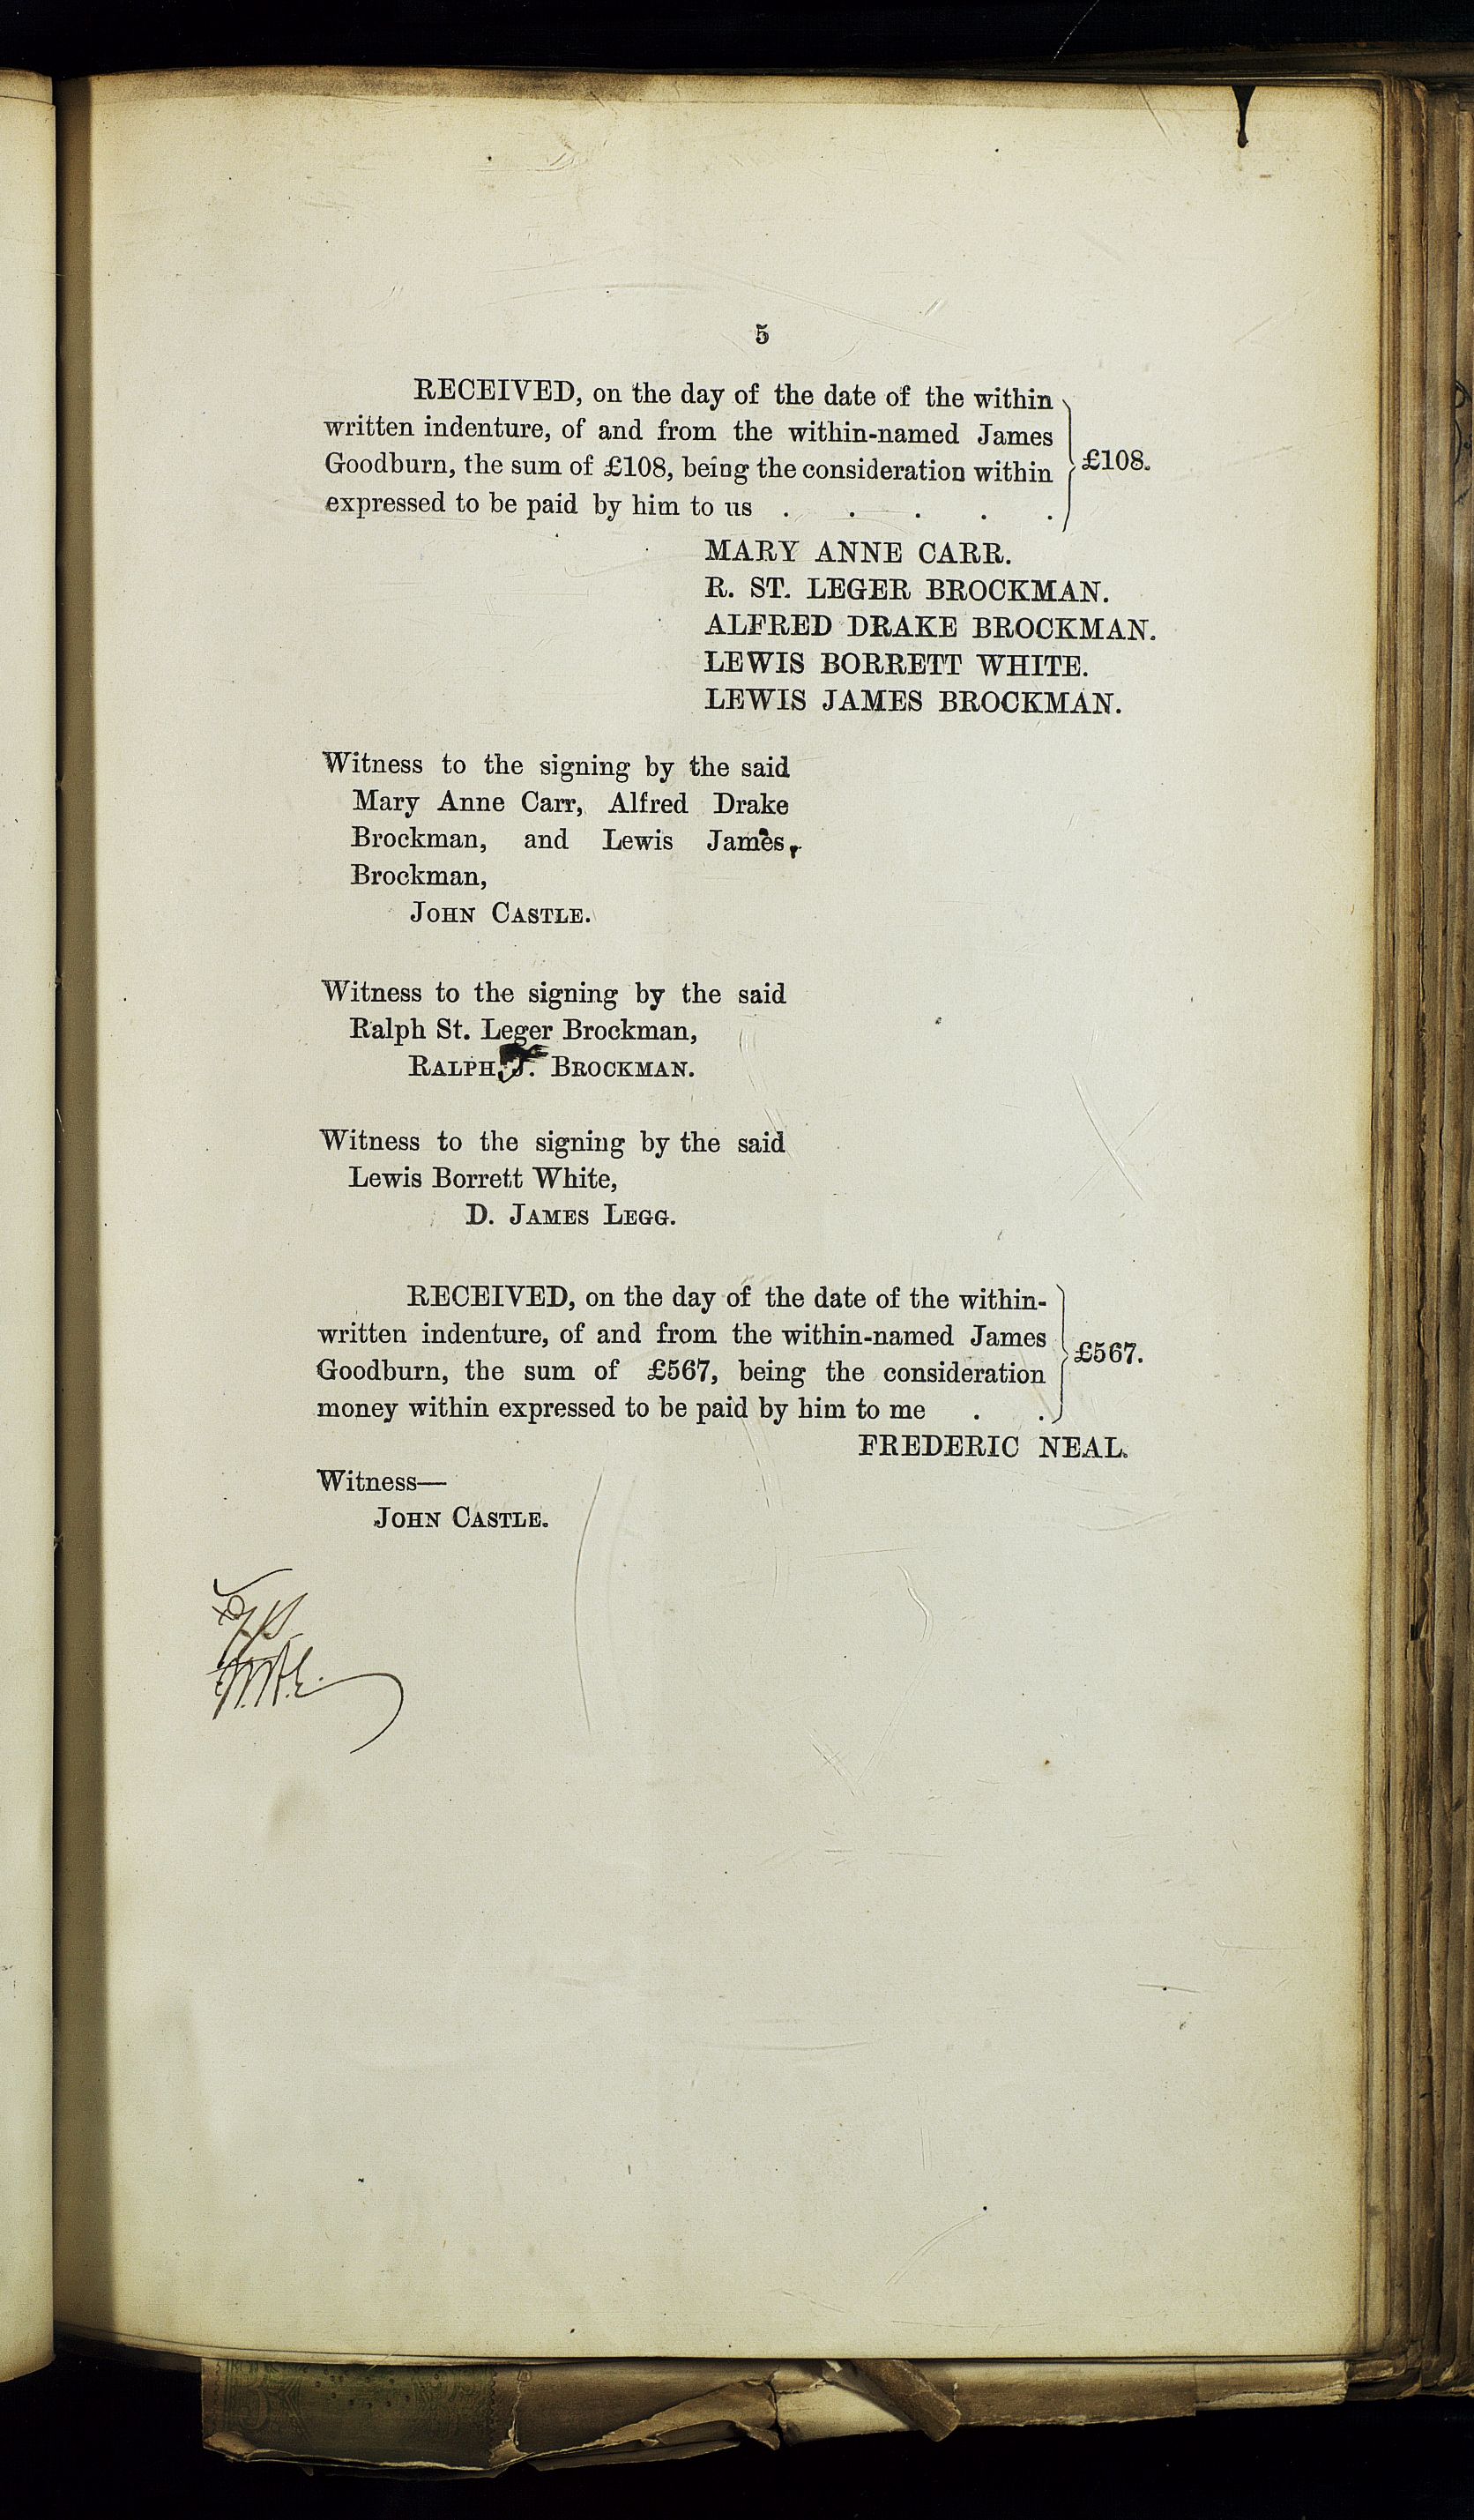 5
RECEIVED, on the day of the date of the within
written indenture, of and from the within-named James
Goodburn, the sum of £108, being the consideration within
expressed to be paid by him to us . . . . .
£108.
MARY ANNE CARR.
R. ST. LEGER BROCKMAN.
ALFRED DRAKE BROCKMAN.
LEWIS BORRETT WHITE.
LEWIS JAMES BROCKMAN.
Witness to the signing by the said
Mary Anne Carr, Alfred Drake
Brockman, and Lewis James,
Brockman,
JOHN CASTLE.
Witness to the signing by the said
Ralph St. Leger Brockman,
RALPH J. BROCKMAN.
Witness to the signing by the said
Lewis Borrett White,
D. JAMES LEGG.
RECEIVED, on the day of the date of the within-
written indenture, of and from the within-named James
Goodburn, the sum of £567, being the consideration
money within expressed to be paid by him to me . .
£567.
FREDERIC NEAL.
Witness—
JOHN CASTLE.